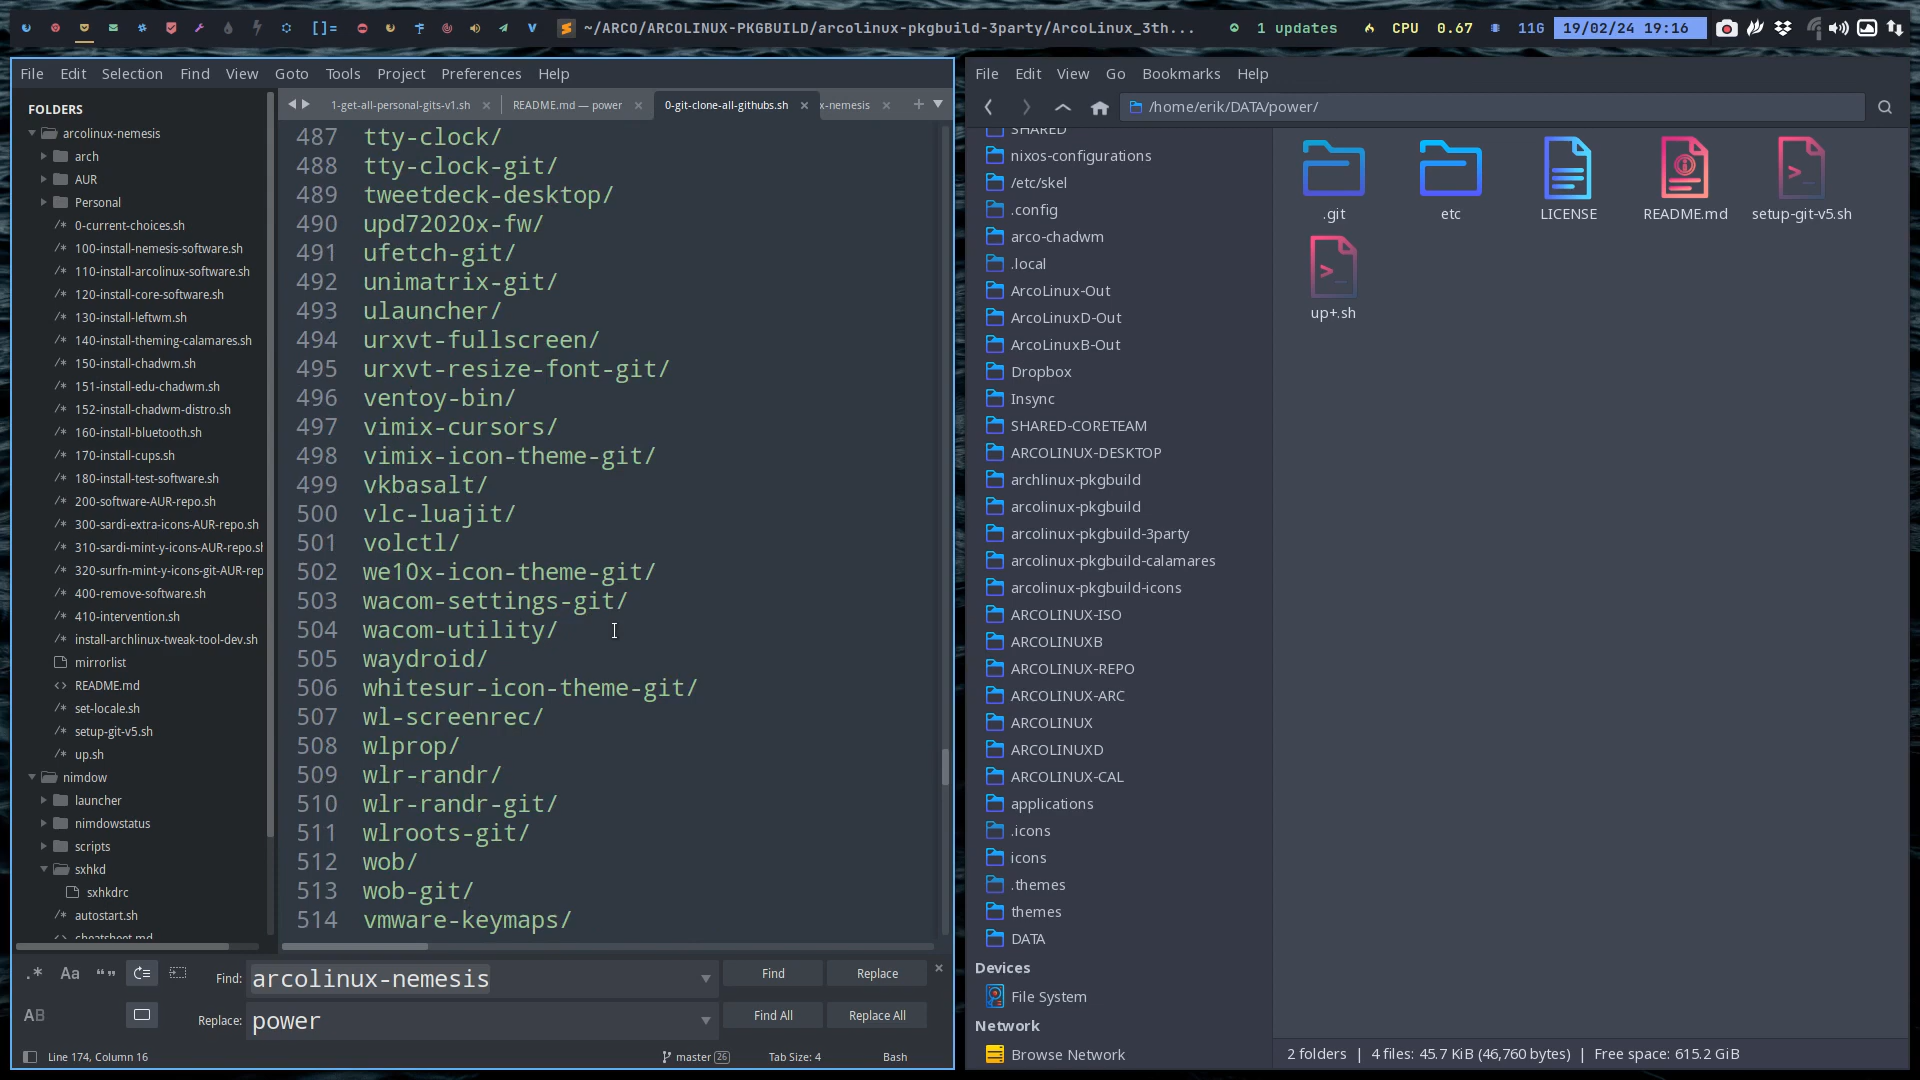 ~/ARCO/ARCOLINUX-PKGBUILD/arcolinux-pkgbuild-3party/ArcoLinux_3th... 1 updates CPU 0.67 11G 19/02/24 19:16
File Edit Selection Find View Goto Tools Project Preferences Help
FOLDERS
arcolinux-nemesis
arch
AUR
Personal
0-current-choices.sh
100-install-nemesis-software.sh
110-install-arcolinux-software.sh
120-install-core-software.sh
130-install-leftwm.sh
140-install-theming-calamares.sh
150-install-chadwm.sh
151-install-edu-chadwm.sh
152-install-chadwm-distro.sh
160-install-bluetooth.sh
170-install-cups.sh
180-install-test-software.sh
200-software-AUR-repo.sh
300-sardi-extra-icons-AUR-repo.sh
310-sardi-mint-y-icons-AUR-repo.sh
320-surfn-mint-y-icons-git-AUR-rep
400-remove-software.sh
410-intervention.sh
install-archlinux-tweak-tool-dev.sh
mirrorlist
README.md
set-locale.sh
setup-git-v5.sh
up.sh
nimdow
launcher
nimdowstatus
scripts
sxhkd
sxhkdrc
autostart.sh
cheatsheet.md
1-get-all-personal-gits-v1.sh README.md — power 0-git-clone-all-githubs.sh x-nemesis
487 tty-clock/
488 tty-clock-git/
489 tweetdeck-desktop/
490 upd72020x-fw/
491 ufetch-git/
492 unimatrix-git/
493 ulauncher/
494 urxvt-fullscreen/
495 urxvt-resize-font-git/
496 ventoy-bin/
497 vimix-cursors/
498 vimix-icon-theme-git/
499 vkbasalt/
500 vlc-luajit/
501 volctl/
502 we10x-icon-theme-git/
503 wacom-settings-git/
504 wacom-utility/
505 waydroid/
506 whitesur-icon-theme-git/
507 wl-screenrec/
508 wlprop/
509 wlr-randr/
510 wlr-randr-git/
511 wlroots-git/
512 wob/
513 wob-git/
514 vmware-keymaps/
Find: arcolinux-nemesis Find Replace
Replace: power Find All Replace All
Line 174, Column 16 master 26 Tab Size: 4 Bash
File Edit View Go Bookmarks Help
/home/erik/DATA/power/
SHARED
nixos-configurations
/etc/skel
.config
arco-chadwm
.local
ArcoLinux-Out
ArcoLinuxD-Out
ArcoLinuxB-Out
Dropbox
Insync
SHARED-CORETEAM
ARCOLINUX-DESKTOP
archlinux-pkgbuild
arcolinux-pkgbuild
arcolinux-pkgbuild-3party
arcolinux-pkgbuild-calamares
arcolinux-pkgbuild-icons
ARCOLINUX-ISO
ARCOLINUXB
ARCOLINUX-REPO
ARCOLINUX-ARC
ARCOLINUX
ARCOLINUXD
ARCOLINUX-CAL
applications
.icons
icons
.themes
themes
DATA
Devices
File System
Network
Browse Network
.git etc LICENSE README.md setup-git-v5.sh
up+.sh
2 folders | 4 files: 45.7 KiB (46,760 bytes) | Free space: 615.2 GiB